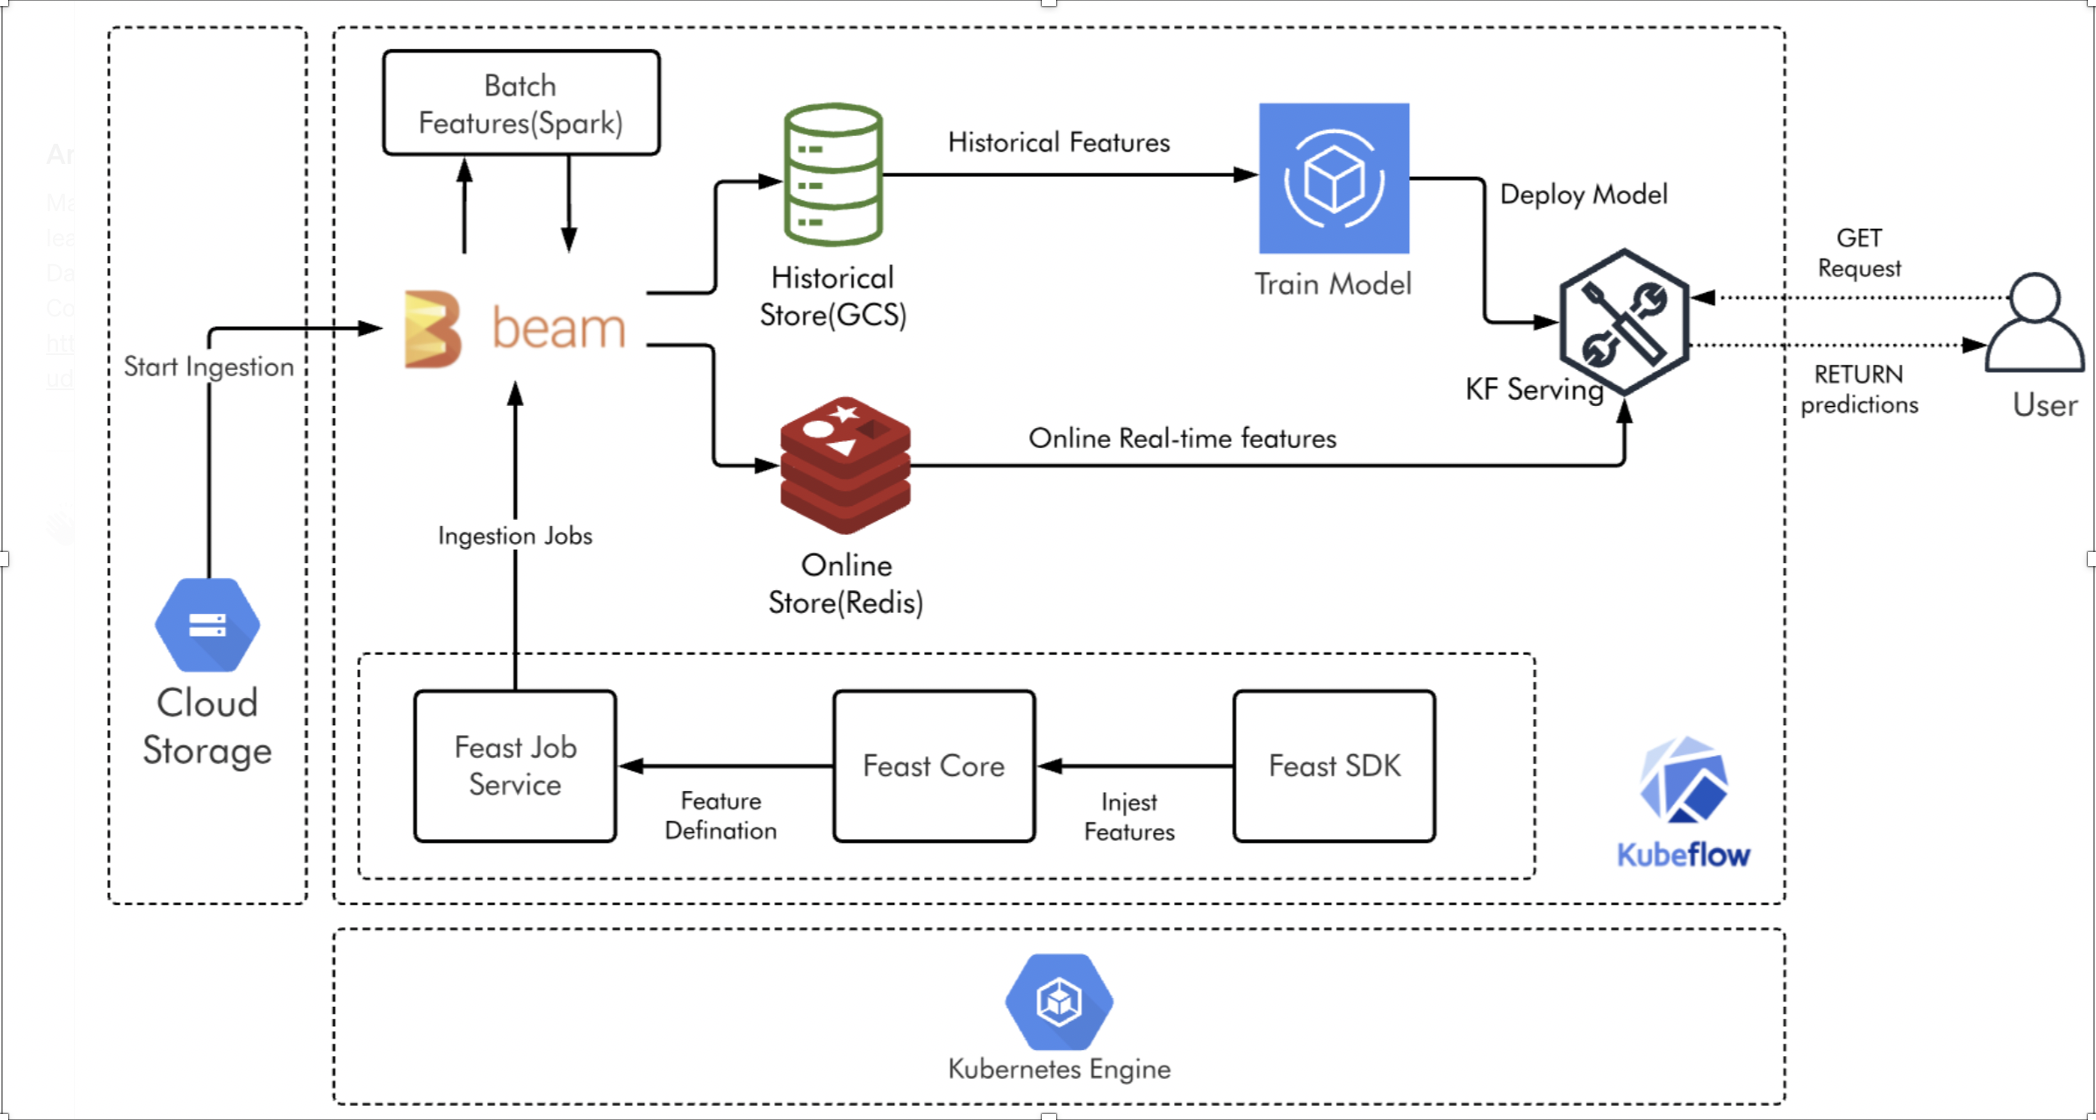 Batch
Features(Spark)
Historical Features
Deploy Model
GET
Request
Historical
Store(GCS)
Train Model
beam
Start Ingestion
KF Serving
RETURN
predictions
User
Online Real-time features
Ingestion Jobs
Online
Store(Redis)
Cloud
Storage
Feast Job
Service
Feast Core
Feast SDK
Feature
Defination
Injest
Features
Kubeflow
Kubernetes Engine